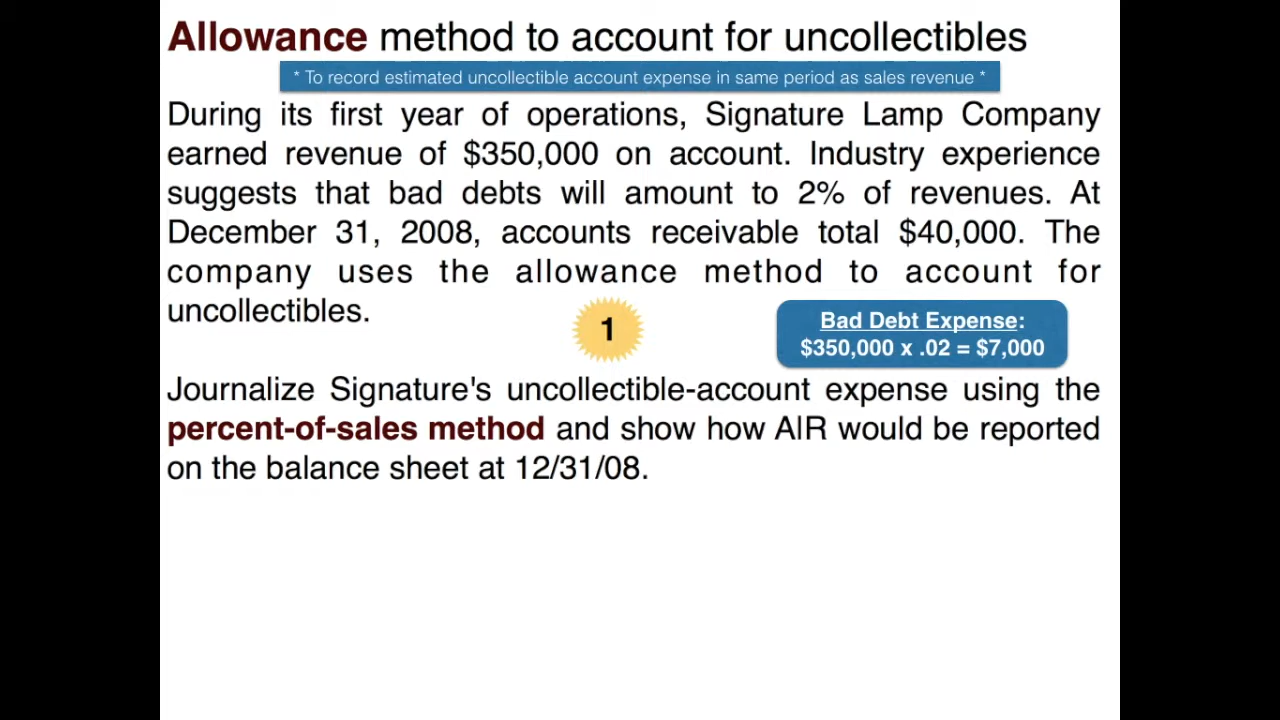 Allowance method to account for uncollectibles
* To record estimated uncollectible account expense in same period as sales revenue *
During its first year of operations, Signature Lamp Company
earned revenue of $350,000 on account. Industry experience
suggests that bad debts will amount to 2% of revenues. At
December 31, 2008, accounts receivable total $40,000. The
company uses the allowance method to account for
uncollectibles.
1
Bad Debt Expense:
$350,000 x .02 = $7,000
Journalize Signature's uncollectible-account expense using the
percent-of-sales method and show how A|R would be reported
on the balance sheet at 12/31/08.